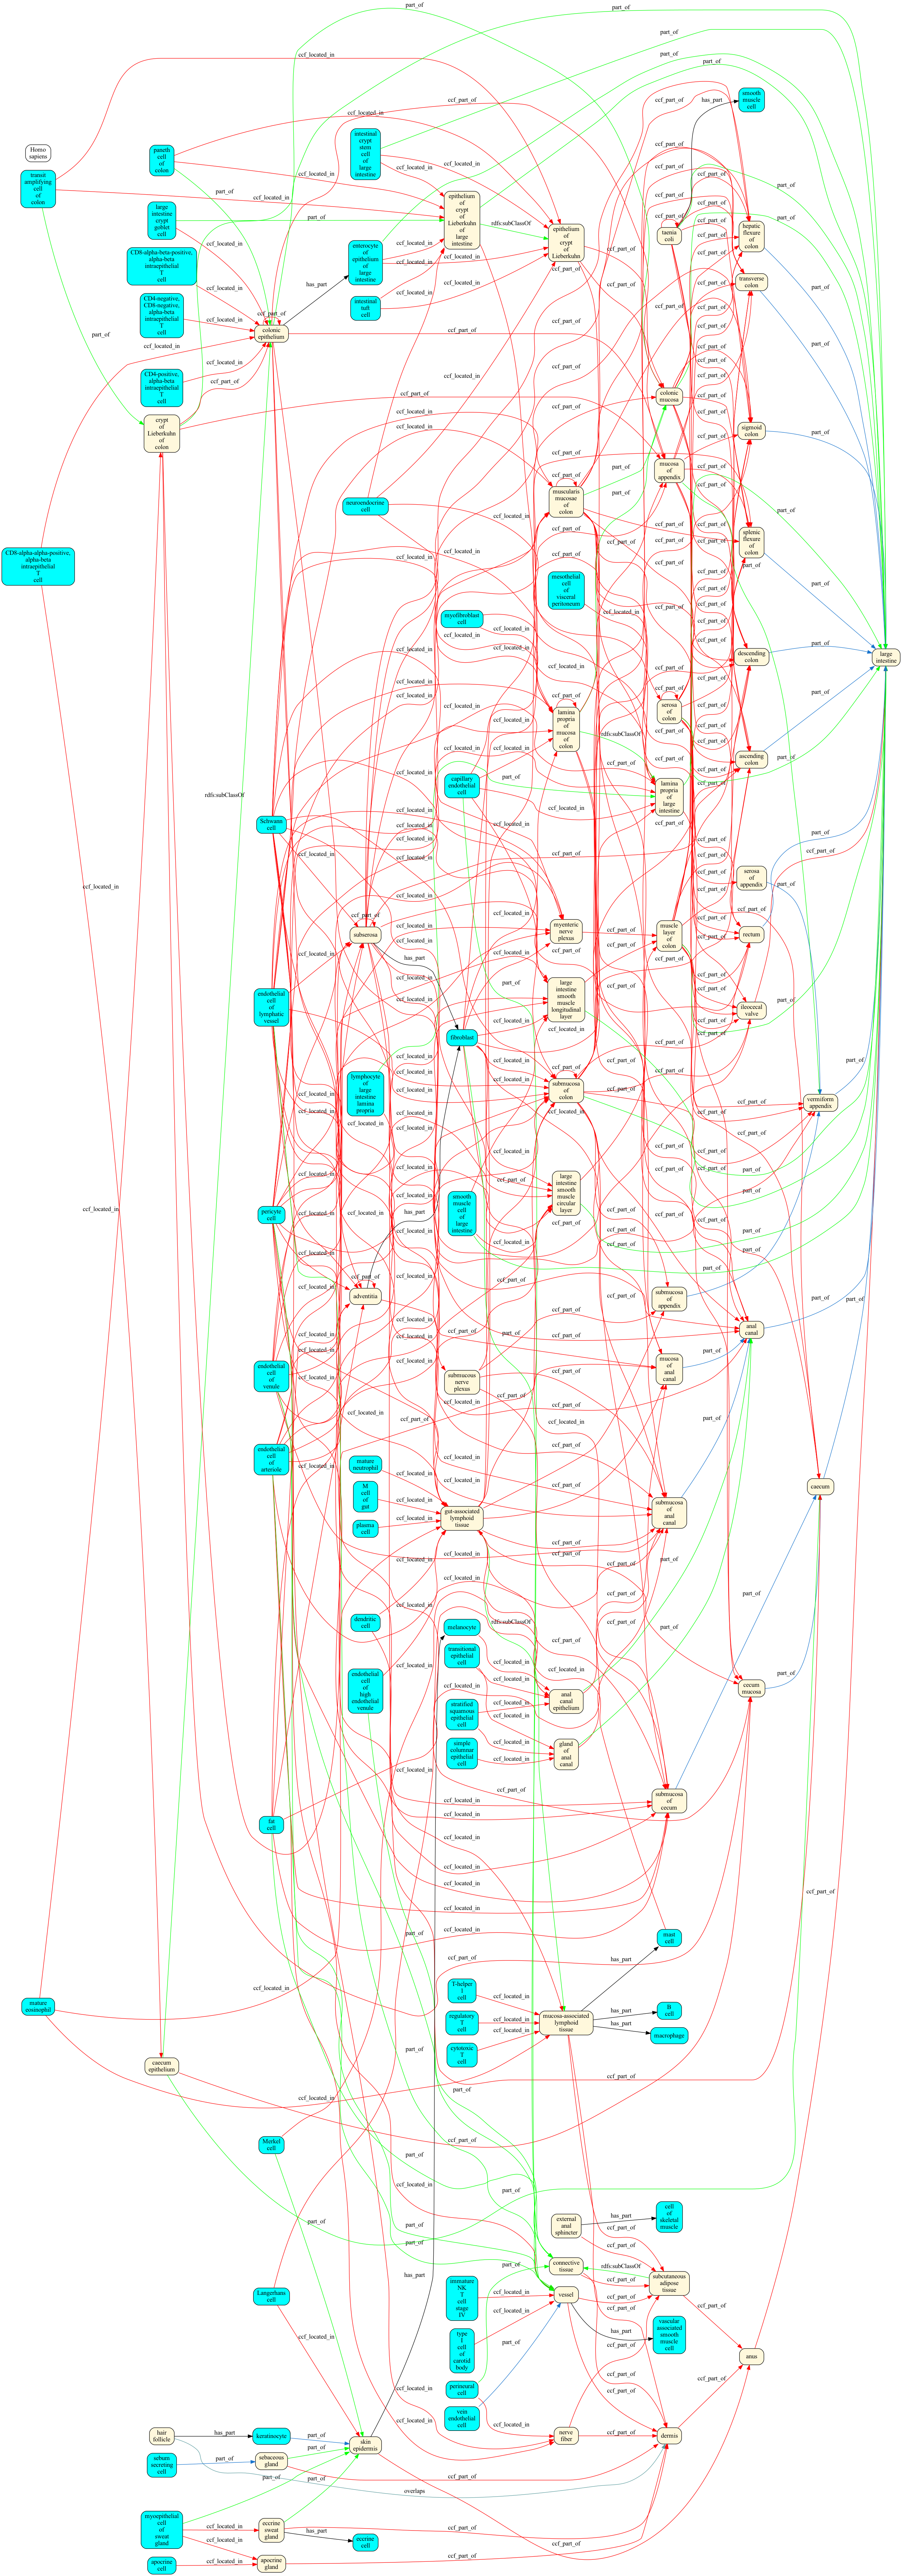 Homo
sapiens
transit
amplifying
cell
of
colon
paneth
cell
of
colon
large
intestine
crypt
goblet
cell
CD8-alpha-beta-positive,
alpha-beta
intraepithelial
T
cell
CD4-negative,
CD8-negative,
alpha-beta
intraepithelial
T
cell
CD4-positive,
alpha-beta
intraepithelial
T
cell
crypt
of
Lieberkuhn
of
colon
CD8-alpha-alpha-positive,
alpha-beta
intraepithelial
T
cell
mature
eosinophil
caecum
epithelium
hair
follicle
sebum
secreting
cell
myoepithelial
cell
of
sweat
gland
apocrine
cell
colonic
epithelium
Schwann
cell
endothelial
cell
of
lymphatic
vessel
pericyte
cell
endothelial
cell
of
venule
endothelial
cell
of
arteriole
fat
cell
Merkel
cell
Langerhans
cell
keratinocyte
sebaceous
gland
eccrine
sweat
gland
apocrine
gland
intestinal
crypt
stem
cell
of
large
intestine
enterocyte
of
epithelium
of
large
intestine
intestinal
tuft
cell
neuroendocrine
cell
subserosa
lymphocyte
of
large
intestine
lamina
propria
adventitia
mature
neutrophil
M
cell
of
gut
plasma
cell
dendritic
cell
endothelial
cell
of
high
endothelial
venule
skin
epidermis
eccrine
cell
epithelium
of
crypt
of
Lieberkuhn
of
large
intestine
myofibroblast
cell
capillary
endothelial
cell
fibroblast
smooth
muscle
cell
of
large
intestine
submucous
nerve
plexus
gut-associated
lymphoid
tissue
melanocyte
transitional
epithelial
cell
stratified
squamous
epithelial
cell
simple
columnar
epithelial
cell
T-helper
1
cell
regulatory
T
cell
cytotoxic
T
cell
immature
NK
T
cell
stage
IV
type
I
cell
of
carotid
body
perineural
cell
vein
endothelial
cell
epithelium
of
crypt
of
Lieberkuhn
muscularis
mucosae
of
colon
mesothelial
cell
of
visceral
peritoneum
lamina
propria
of
mucosa
of
colon
myenteric
nerve
plexus
large
intestine
smooth
muscle
longitudinal
layer
submucosa
of
colon
large
intestine
smooth
muscle
circular
layer
anal
canal
epithelium
gland
of
anal
canal
mucosa-associated
lymphoid
tissue
external
anal
sphincter
connective
tissue
vessel
nerve
fiber
taenia
coli
colonic
mucosa
mucosa
of
appendix
serosa
of
colon
lamina
propria
of
large
intestine
muscle
layer
of
colon
submucosa
of
appendix
mucosa
of
anal
canal
submucosa
of
anal
canal
submucosa
of
cecum
mast
cell
B
cell
macrophage
cell
of
skeletal
muscle
subcutaneous
adipose
tissue
vascular
associated
smooth
muscle
cell
dermis
smooth
muscle
cell
hepatic
flexure
of
colon
transverse
colon
sigmoid
colon
splenic
flexure
of
colon
descending
colon
ascending
colon
serosa
of
appendix
rectum
ileocecal
valve
anal
canal
cecum
mucosa
anus
vermiform
appendix
caecum
large
intestine
part_of
ccf_located_in
ccf_part_of
has_part
rdfs:subClassOf
overlaps